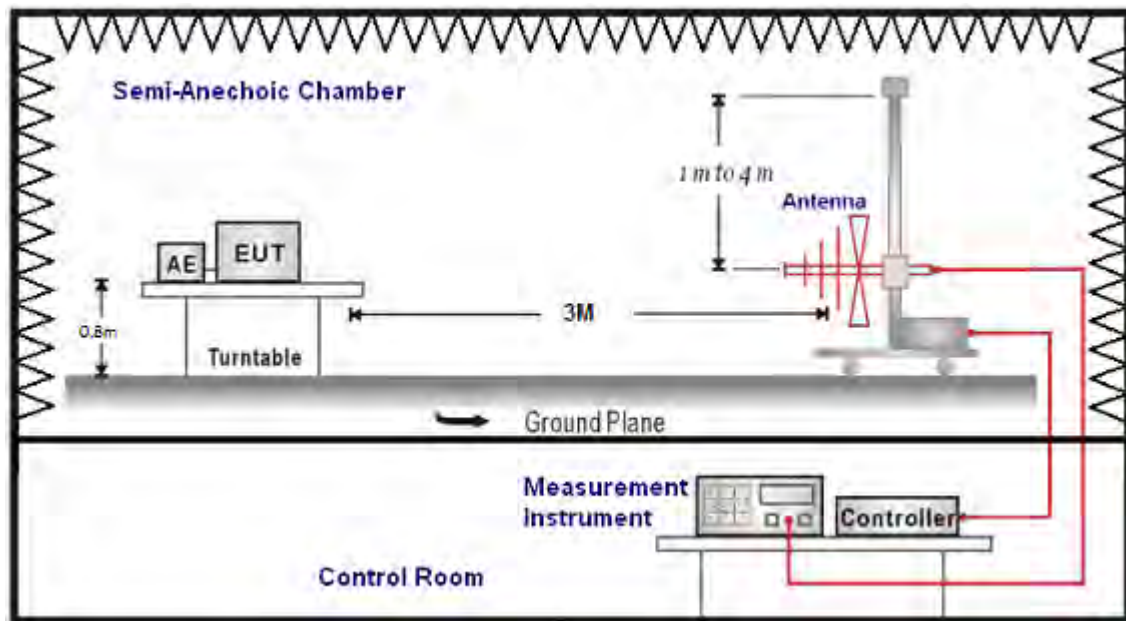 Semi-Anechoic Chamber
1 m to 4 m
Antenna
AE
EUT
0.8m
3M
Turntable
Ground Plane
Measurement
Instrument
Controller
Control Room